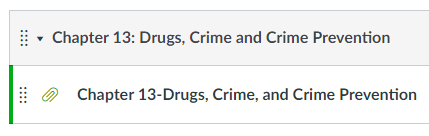 Chapter 13: Drugs, Crime and Crime Prevention
Chapter 13-Drugs, Crime, and Crime Prevention